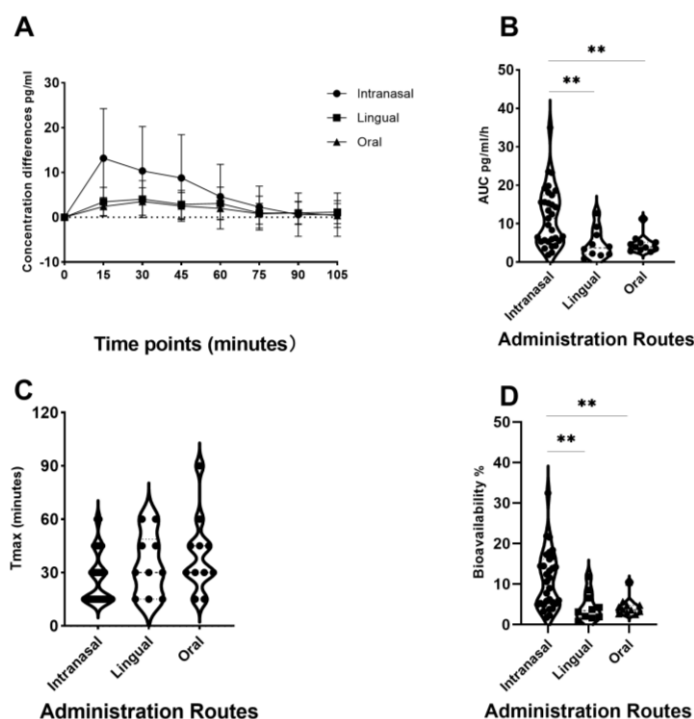 A
Concentration differences pg/ml
30
20
10
0
-10
0 15 30 45 60 75 90 105
Time points (minutes)
Intranasal
Lingual
Oral
B
**
**
AUC pg/ml/h
50
40
30
20
10
0
Intranasal
Lingual
Oral
Administration Routes
C
Tmax (minutes)
120
90
60
30
0
Intranasal
Lingual
Oral
Administration Routes
D
**
**
Bioavailability %
50
40
30
20
10
0
Intranasal
Lingual
Oral
Administration Routes